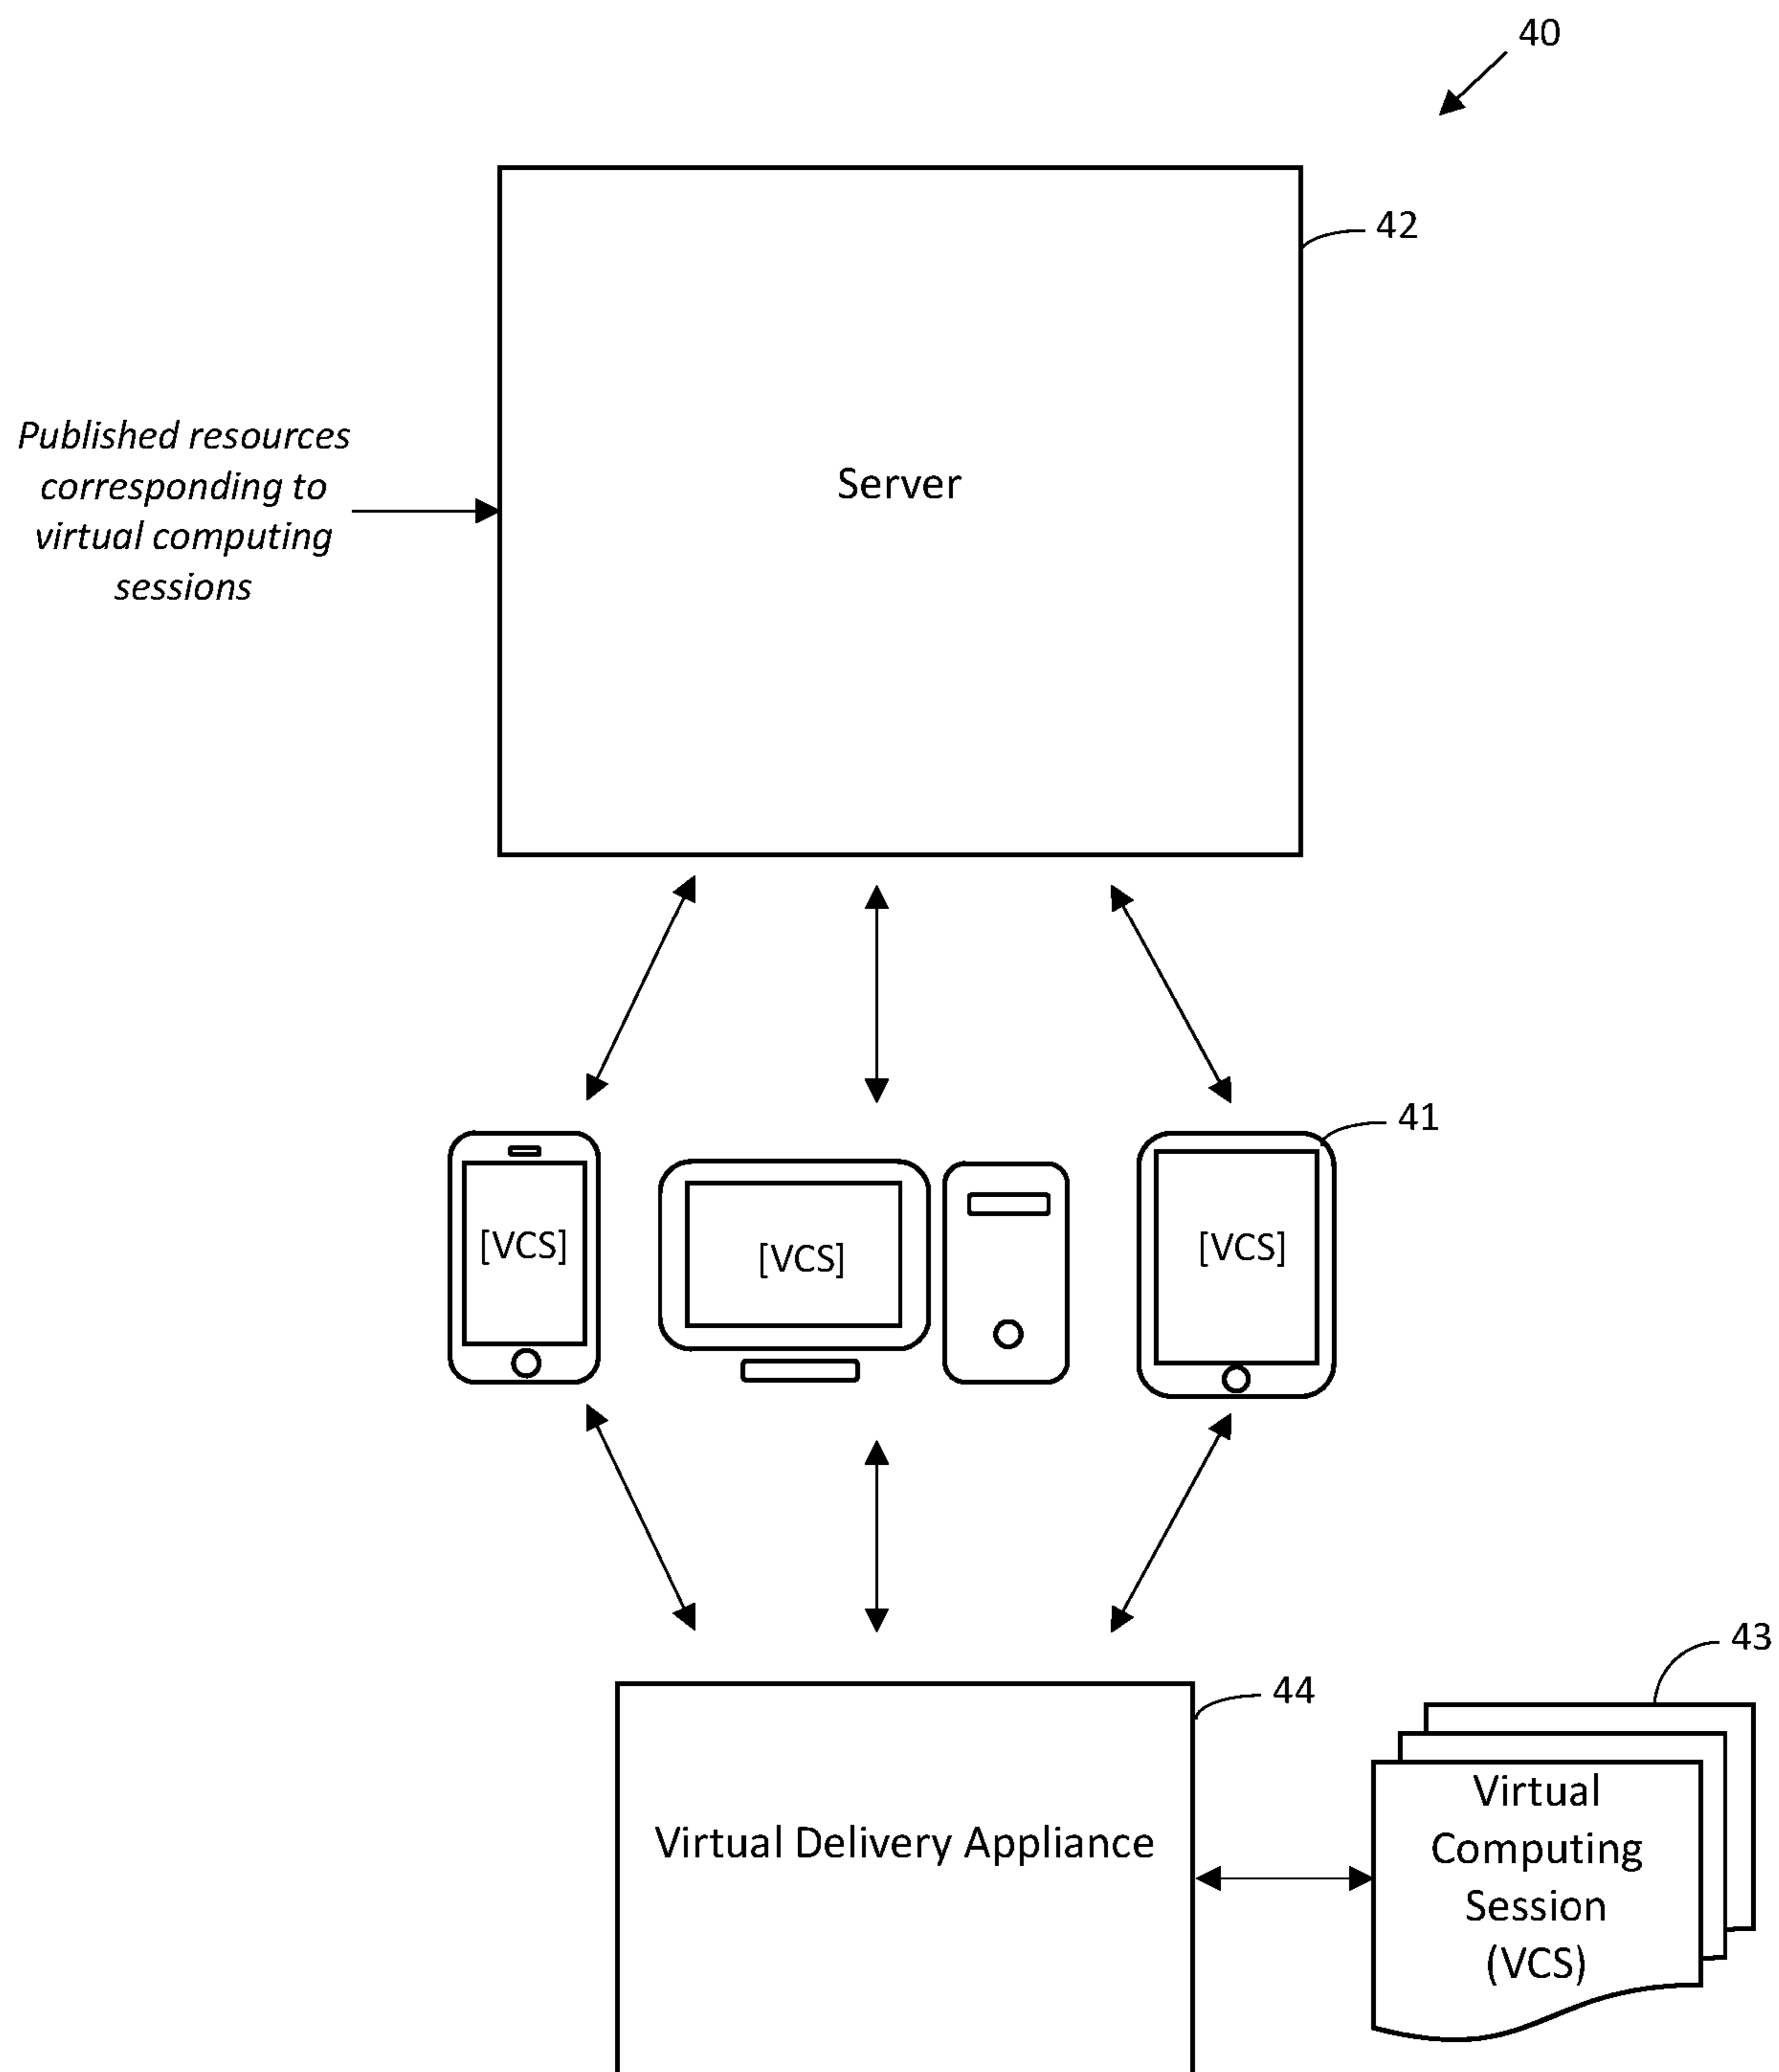 40
42
Published resources
corresponding to
virtual computing
sessions
Server
41
[VCS]
[VCS]
[VCS]
43
44
Virtual Delivery Appliance
Virtual
Computing
Session
(VCS)